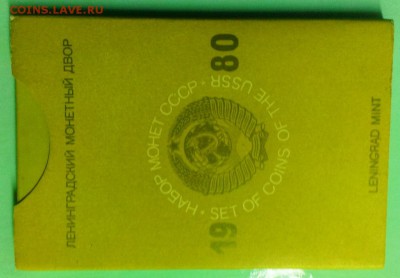 COINS.LAVE.RU
ЛЕНИНГРАДСКИЙ МОНЕТНЫЙ ДВОР
19 80
НАБОР МОНЕТ СССР · SET OF COINS OF THE USSR ·
LENINGRAD MINT